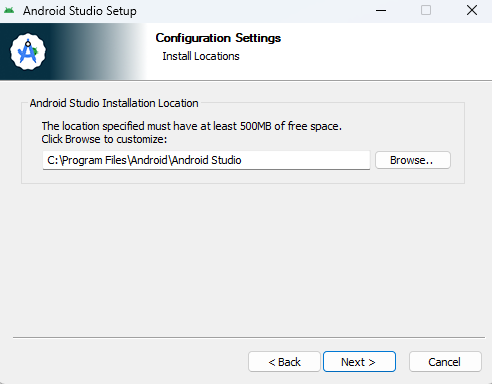 Android Studio Setup
Configuration Settings
Install Locations
Android Studio Installation Location
The location specified must have at least 500MB of free space.
Click Browse to customize:
C:\Program Files\Android\Android Studio
Browse..
< Back
Next >
Cancel